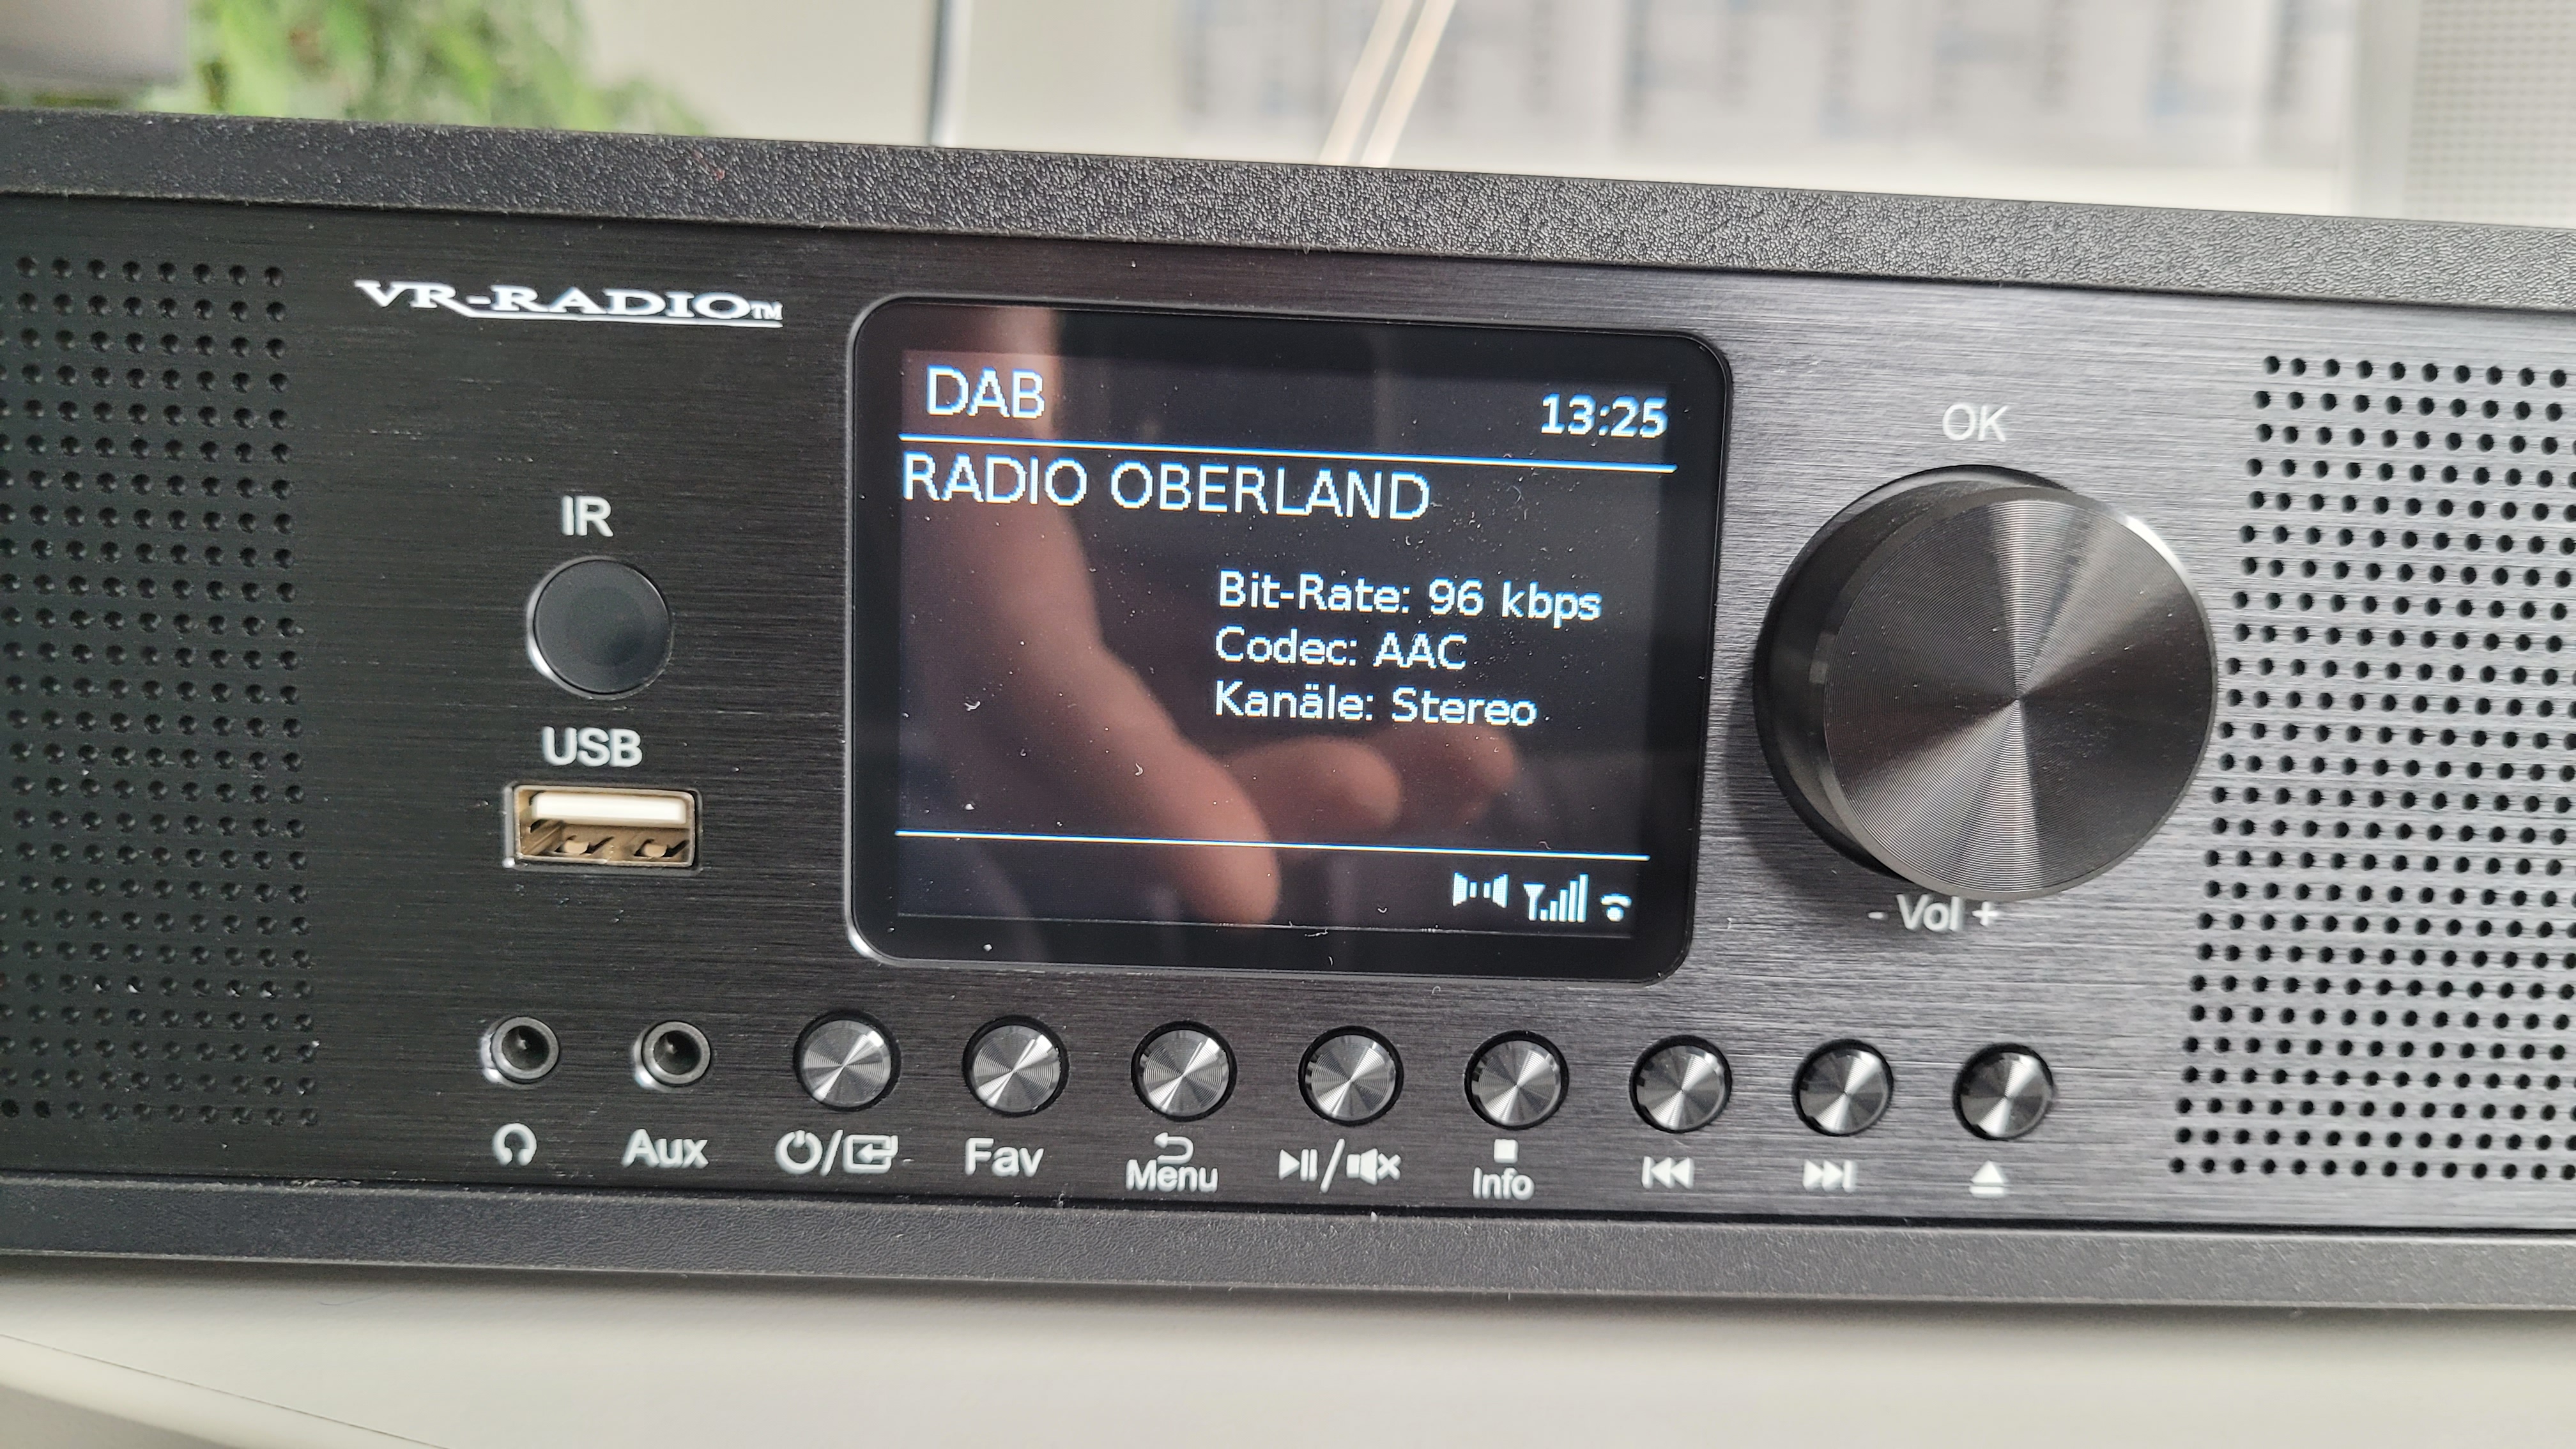 VR-RADIO™
DAB
13:25
RADIO OBERLAND
Bit-Rate: 96 kbps
Codec: AAC
Kanäle: Stereo
OK
- Vol +
IR
USB
Aux
Fav
Menu
Info